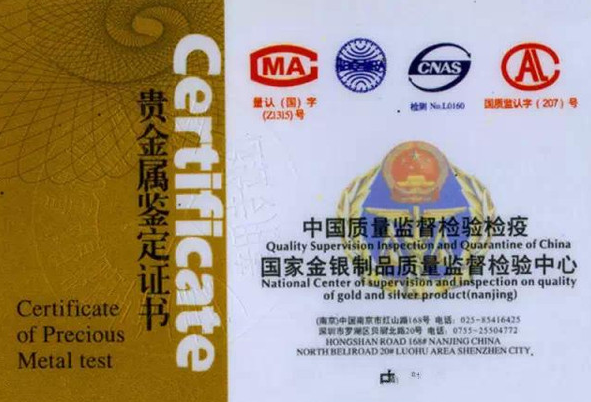 Certificate
贵金属鉴定证书
Certificate
of Precious
Metal test
CMA
量认(国)字
(Z1315)号
CNAS
检测 No.L0160
CAL
国质监认字(207)号
中国质量监督检验检疫
Quality Supervision Inspection and Quarantine of China
国家金银制品质量监督检验中心
National Center of supervision and inspection on quality
of gold and silver product(nanjing)
(南京)中国南京市红山路168号 电话: 025-85416425
深圳市罗湖区贝丽北路20号 电话: 0755-25504772
HONGSHAN ROAD 168# NANJING CHINA
NORTH BEILROAD 20# LUOHU AREA SHENZHEN CITY